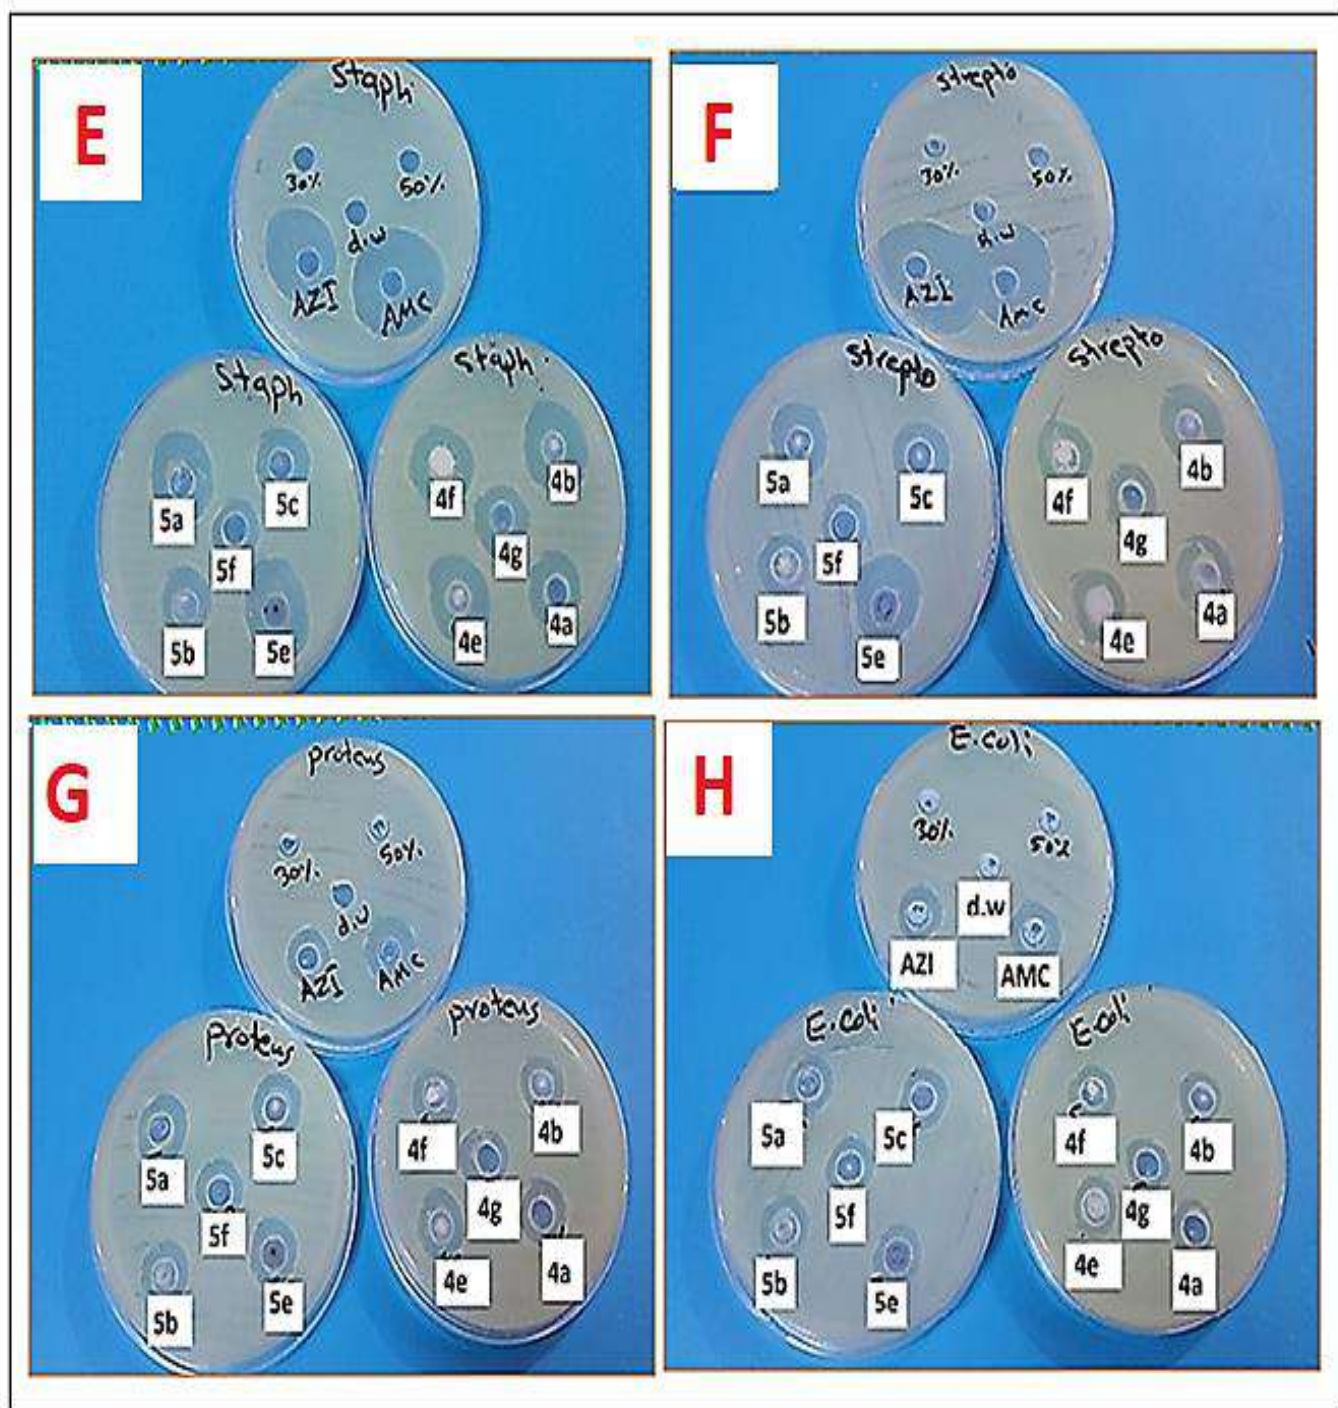 E
Staph
30%
50%
d.w
AZI
AMC
Staph
5a
5c
5f
5b
5e
Staph
4f
4b
4g
4e
4a
F
Strepto
30%
50%
d.w
AZI
AMC
Strepto
5a
5c
5f
5b
5e
Strepto
4f
4b
4g
4e
4a
G
proteus
30%
50%
d.w
AZI
AMC
proteus
5a
5c
5f
5b
5e
proteus
4f
4b
4g
4e
4a
H
E.coli
30%
50%
d.w
AZI
AMC
E.coli
5a
5c
5f
5b
5e
E.coli
4f
4b
4g
4e
4a